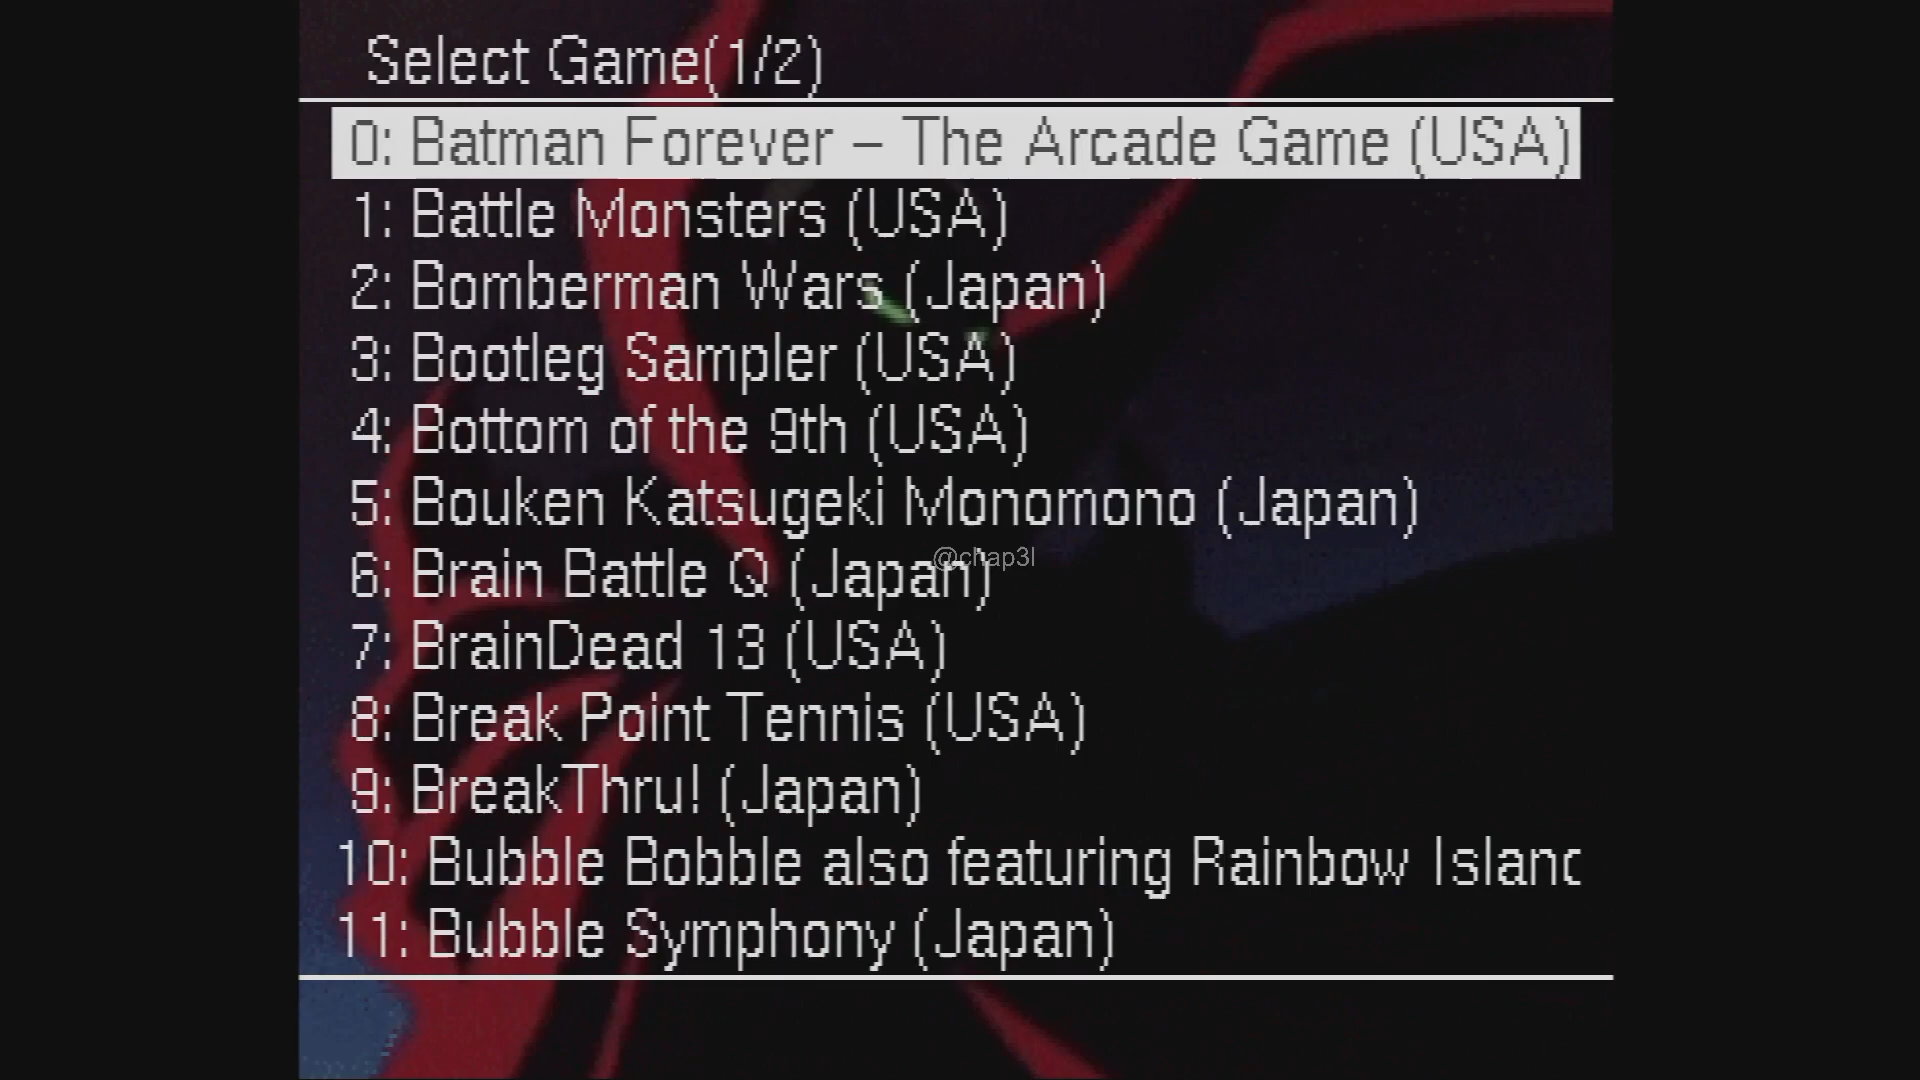 Select Game(1/2)
0: Batman Forever – The Arcade Game (USA)
1: Battle Monsters (USA)
2: Bomberman Wars (Japan)
3: Bootleg Sampler (USA)
4: Bottom of the 9th (USA)
5: Bouken Katsugeki Monomono (Japan)
6: Brain Battle Q (Japan)
@chap3l
7: BrainDead 13 (USA)
8: Break Point Tennis (USA)
9: BreakThru! (Japan)
10: Bubble Bobble also featuring Rainbow Islanc
11: Bubble Symphony (Japan)